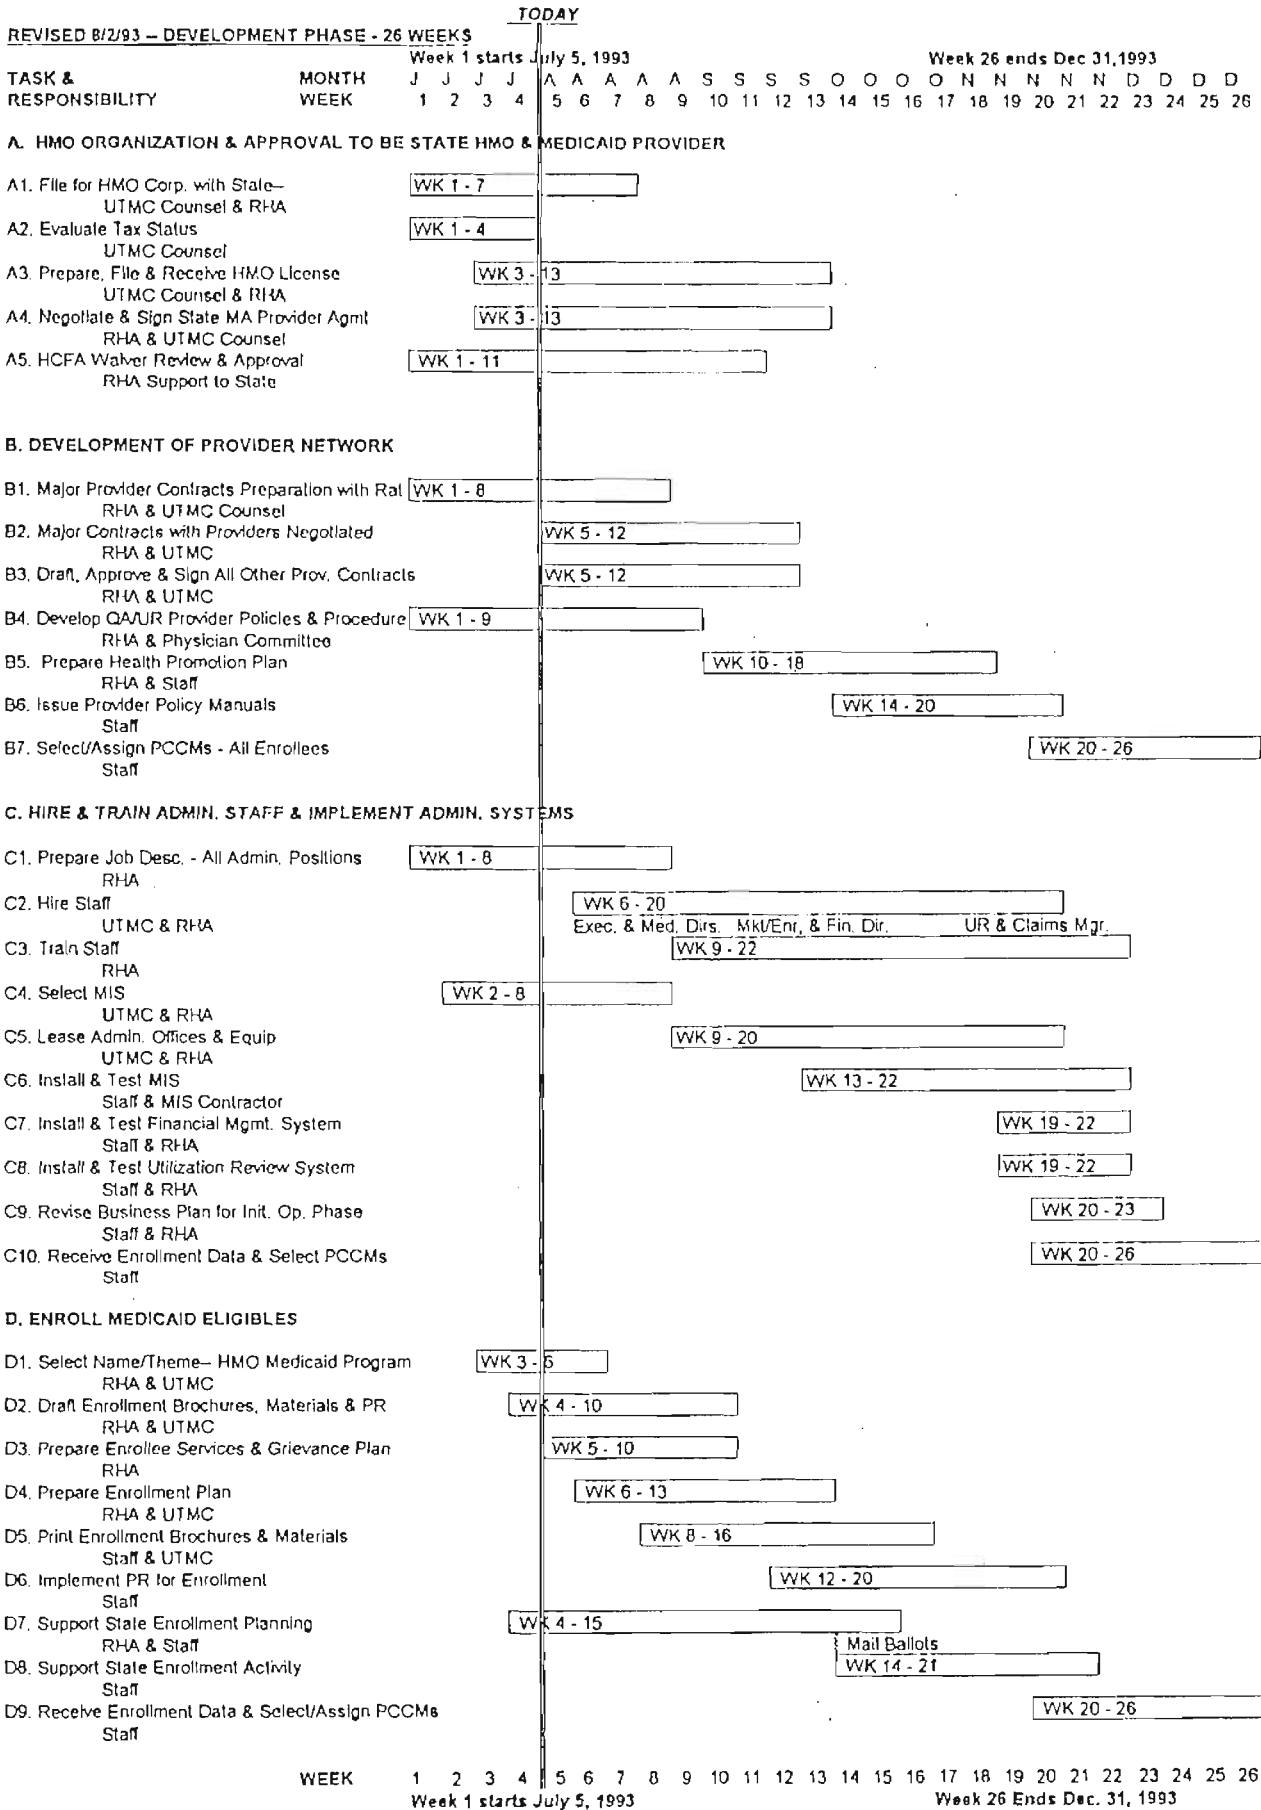 TODAY
REVISED 8/2/93 – DEVELOPMENT PHASE - 26 WEEKS
Week 1 starts July 5, 1993 Week 26 ends Dec 31,1993
TASK & MONTH J J J J A A A A A S S S S O O O O N N N N N D D D D
RESPONSIBILITY WEEK 1 2 3 4 5 6 7 8 9 10 11 12 13 14 15 16 17 18 19 20 21 22 23 24 25 26
A. HMO ORGANIZATION & APPROVAL TO BE STATE HMO & MEDICAID PROVIDER
A1. File for HMO Corp. with State– WK 1 - 7
UTMC Counsel & RHA
A2. Evaluate Tax Status WK 1 - 4
UTMC Counsel
A3. Prepare, File & Receive HMO License WK 3 - 13
UTMC Counsel & RHA
A4. Negotiate & Sign State MA Provider Agmt WK 3 - 13
RHA & UTMC Counsel
A5. HCFA Waiver Review & Approval WK 1 - 11
RHA Support to State
B. DEVELOPMENT OF PROVIDER NETWORK
B1. Major Provider Contracts Preparation with Rat WK 1 - 8
RHA & UTMC Counsel
B2. Major Contracts with Providers Negotiated WK 5 - 12
RHA & UTMC
B3. Draft, Approve & Sign All Other Prov. Contracts WK 5 - 12
RHA & UTMC
B4. Develop QA/UR Provider Policies & Procedure WK 1 - 9
RHA & Physician Committee
B5. Prepare Health Promotion Plan WK 10 - 18
RHA & Staff
B6. Issue Provider Policy Manuals WK 14 - 20
Staff
B7. Select/Assign PCCMs - All Enrollees WK 20 - 26
Staff
C. HIRE & TRAIN ADMIN. STAFF & IMPLEMENT ADMIN. SYSTEMS
C1. Prepare Job Desc. - All Admin. Positions WK 1 - 8
RHA
C2. Hire Staff WK 6 - 20
UTMC & RHA Exec. & Med. Dirs. Mkt/Enr. & Fin. Dir. UR & Claims Mgr.
C3. Train Staff WK 9 - 22
RHA
C4. Select MIS WK 2 - 8
UTMC & RHA
C5. Lease Admin. Offices & Equip WK 9 - 20
UTMC & RHA
C6. Install & Test MIS WK 13 - 22
Staff & MIS Contractor
C7. Install & Test Financial Mgmt. System WK 19 - 22
Staff & RHA
C8. Install & Test Utilization Review System WK 19 - 22
Staff & RHA
C9. Revise Business Plan for Init. Op. Phase WK 20 - 23
Staff & RHA
C10. Receive Enrollment Data & Select PCCMs WK 20 - 26
Staff
D. ENROLL MEDICAID ELIGIBLES
D1. Select Name/Theme– HMO Medicaid Program WK 3 - 6
RHA & UTMC
D2. Draft Enrollment Brochures, Materials & PR WK 4 - 10
RHA & UTMC
D3. Prepare Enrollee Services & Grievance Plan WK 5 - 10
RHA
D4. Prepare Enrollment Plan WK 6 - 13
RHA & UTMC
D5. Print Enrollment Brochures & Materials WK 8 - 16
Staff & UTMC
D6. Implement PR for Enrollment WK 12 - 20
Staff
D7. Support State Enrollment Planning WK 4 - 15
RHA & Staff Mail Ballots
D8. Support State Enrollment Activity WK 14 - 21
Staff
D9. Receive Enrollment Data & Select/Assign PCCMs WK 20 - 26
Staff
WEEK 1 2 3 4 5 6 7 8 9 10 11 12 13 14 15 16 17 18 19 20 21 22 23 24 25 26
Week 1 starts July 5, 1993 Week 26 Ends Dec. 31, 1993